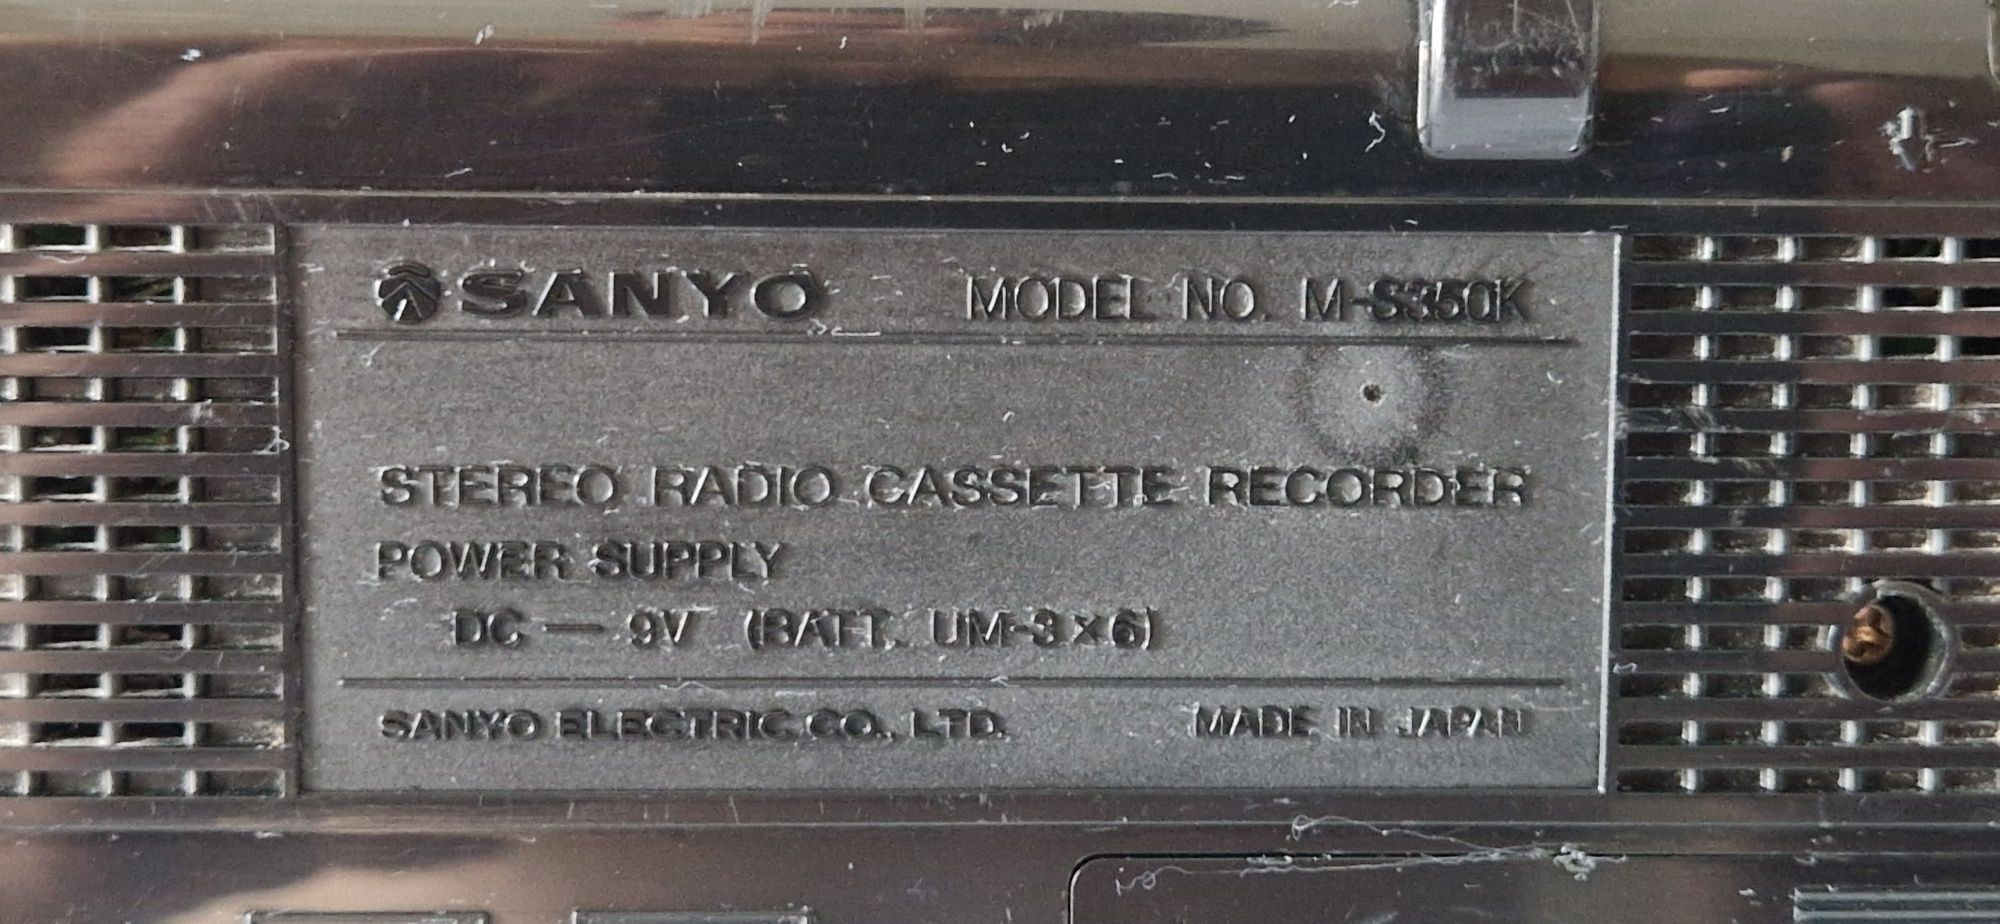 SANYO MODEL NO. M-S350K
STEREO RADIO CASSETTE RECORDER
POWER SUPPLY
DC — 9V (BATT. UM-3×6)
SANYO ELECTRIC CO., LTD. MADE IN JAPAN